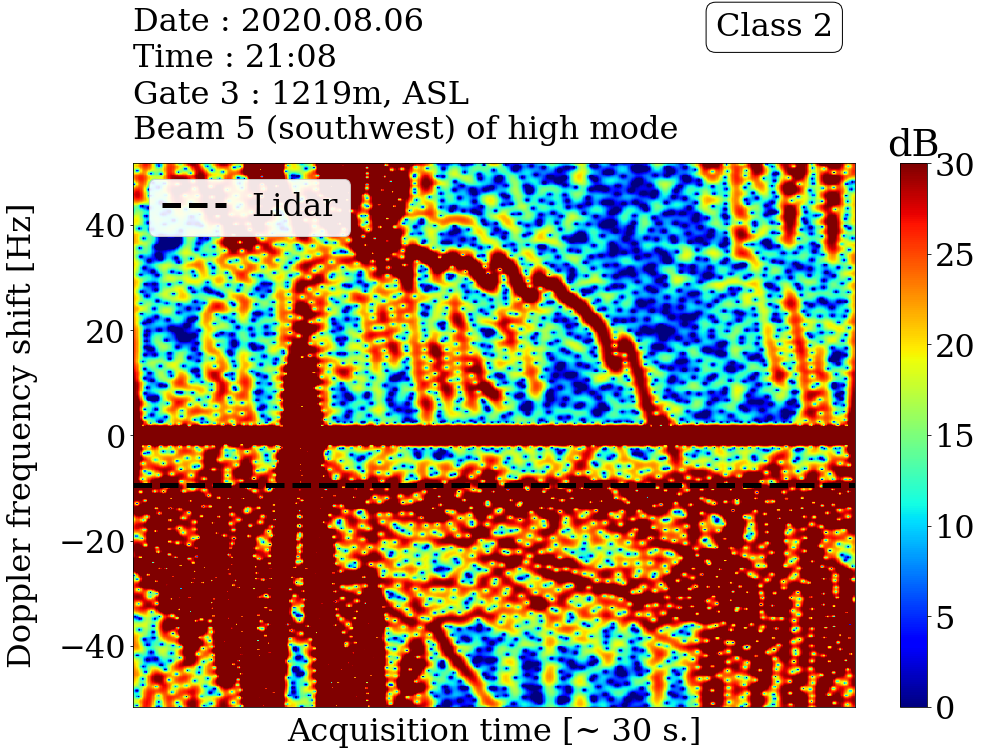 Date : 2020.08.06
Time : 21:08
Gate 3 : 1219m, ASL
Beam 5 (southwest) of high mode
Class 2
dB
Lidar
Doppler frequency shift [Hz]
40
20
0
−20
−40
Acquisition time [~ 30 s.]
30
25
20
15
10
5
0